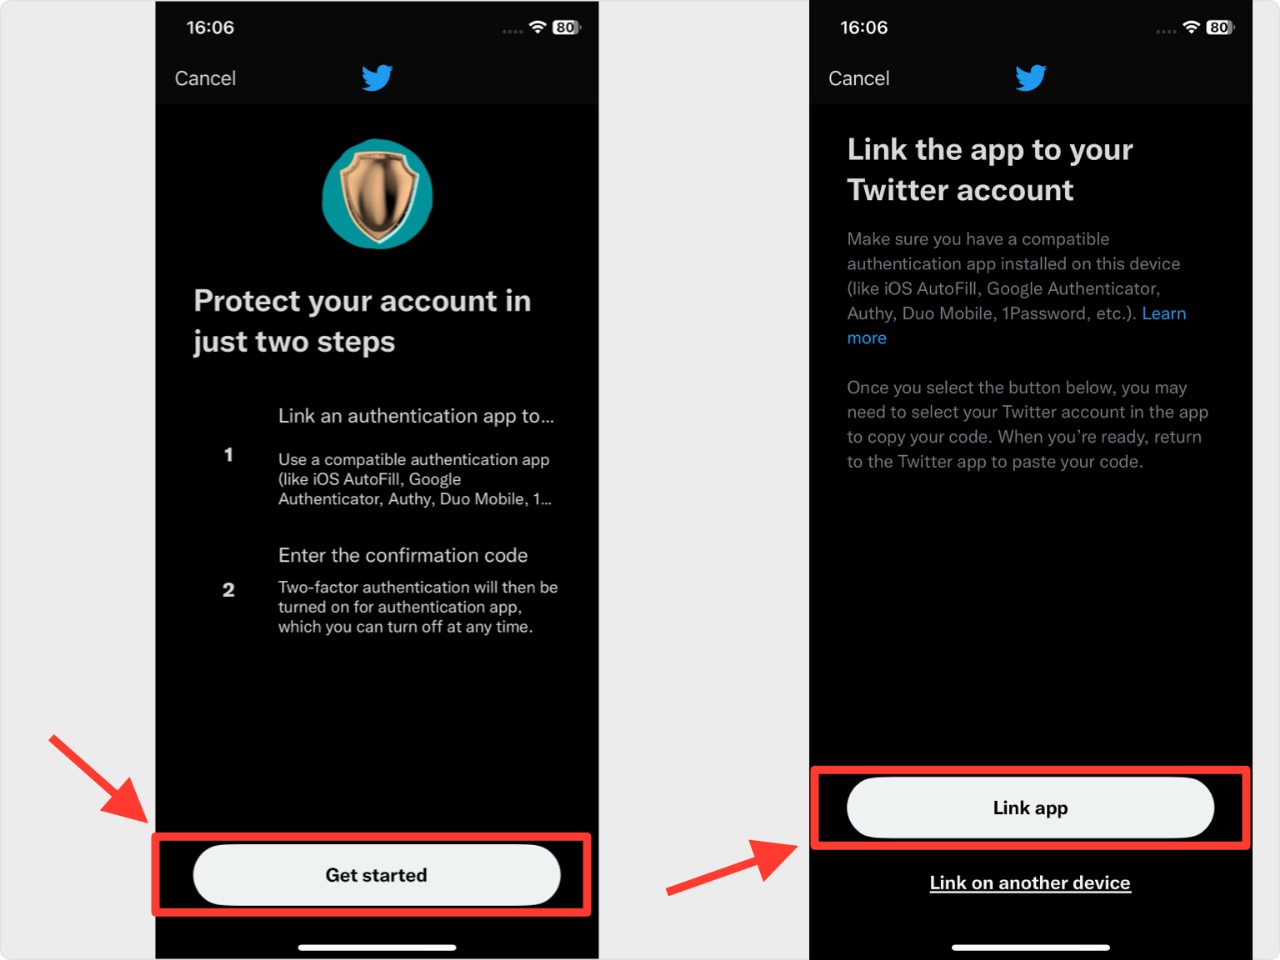 16:06
80
Cancel
Protect your account in
just two steps
1
Link an authentication app to...
Use a compatible authentication app
(like iOS AutoFill, Google
Authenticator, Authy, Duo Mobile, 1...
2
Enter the confirmation code
Two-factor authentication will then be
turned on for authentication app,
which you can turn off at any time.
Get started
16:06
80
Cancel
Link the app to your
Twitter account
Make sure you have a compatible
authentication app installed on this device
(like iOS AutoFill, Google Authenticator,
Authy, Duo Mobile, 1Password, etc.). Learn
more
Once you select the button below, you may
need to select your Twitter account in the app
to copy your code. When you’re ready, return
to the Twitter app to paste your code.
Link app
Link on another device